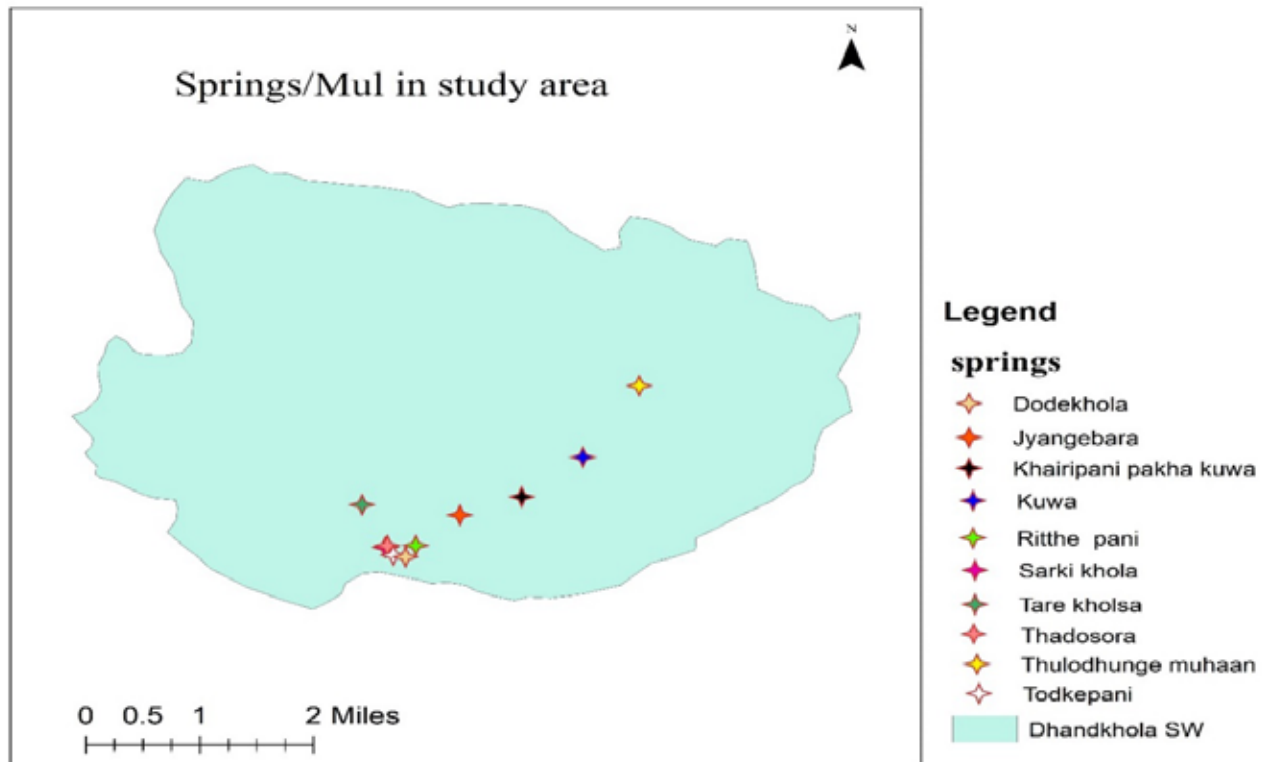 N
Springs/Mul in study area
Legend
springs
Dodekhola
Jyangebara
Khairipani pakha kuwa
Kuwa
Ritthe pani
Sarki khola
Tare kholsa
Thadosora
Thulodhunge muhaan
Todkepani
Dhandkhola SW
0 0.5 1 2 Miles